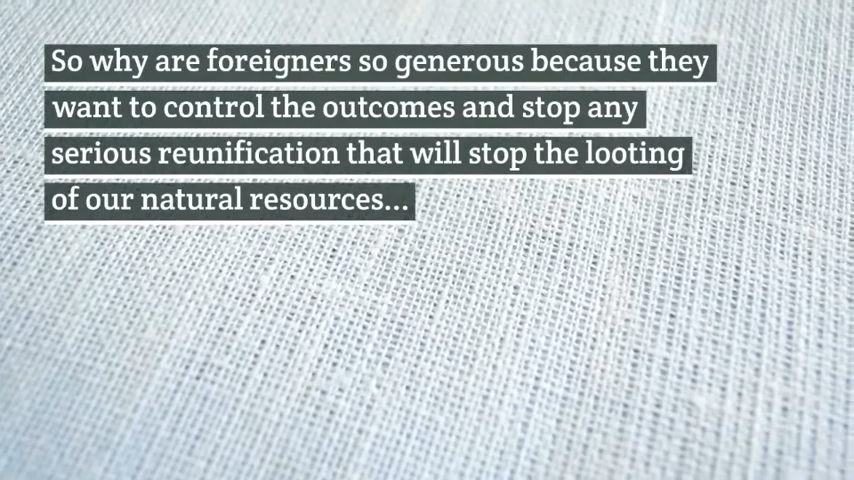 So why are foreigners so generous because they
want to control the outcomes and stop any
serious reunification that will stop the looting
of our natural resources...